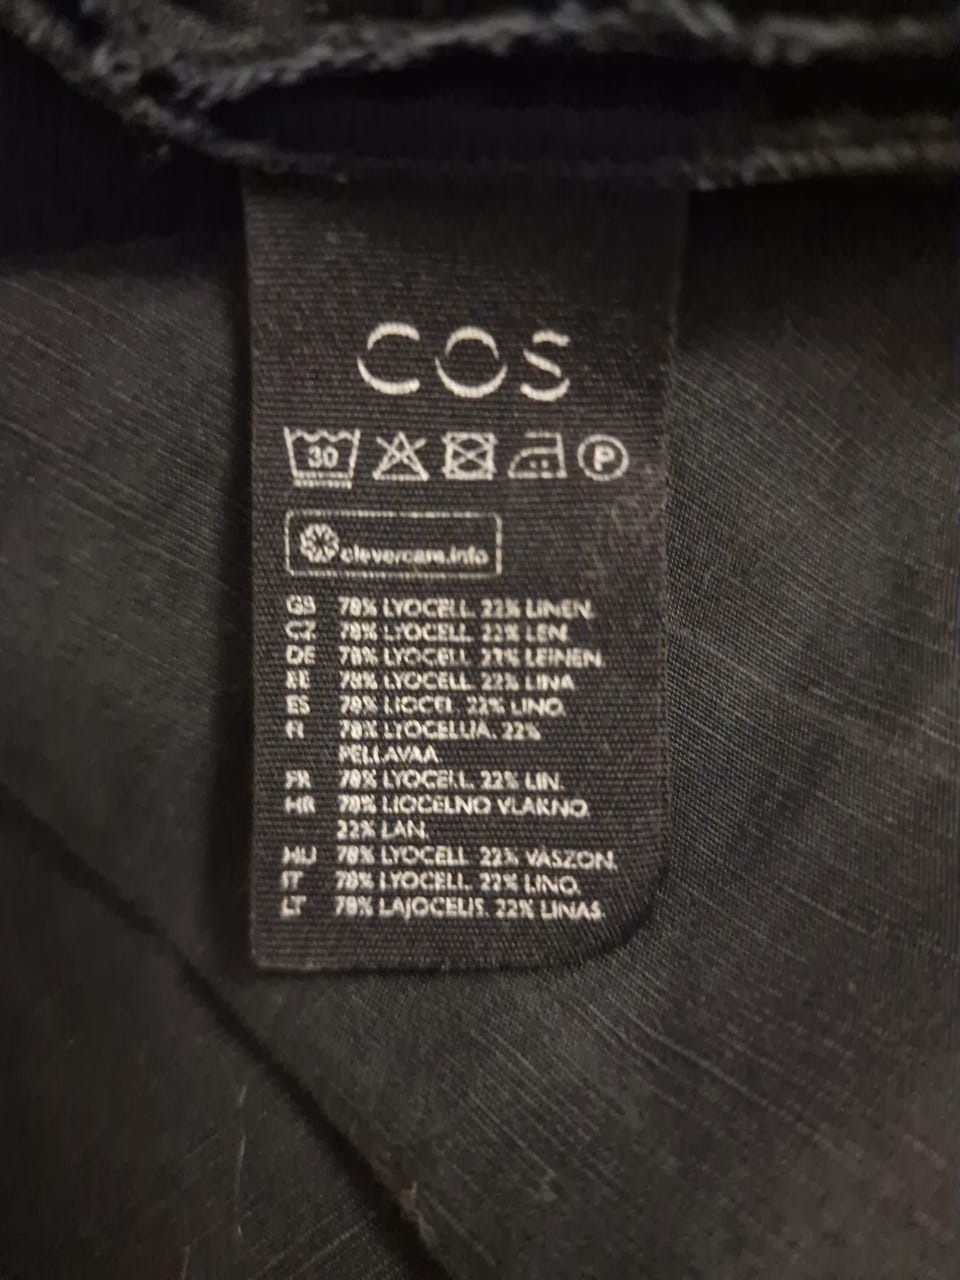 COS
30 P
clevercare.info
GB 78% LYOCELL. 22% LINEN.
CZ 78% LYOCELL. 22% LEN.
DE 78% LYOCELL. 22% LEINEN.
EE 78% LYOCELL. 22% LINA
ES 78% LIOCEL. 22% LINO.
FI 78% LYOCELLIA. 22%
PELLAVAA
FR 78% LYOCELL. 22% LIN.
HR 78% LIOCELNO VLAKNO.
22% LAN.
HU 78% LYOCELL. 22% VÁSZON.
IT 78% LYOCELL. 22% LINO.
LT 78% LAJOCELIS. 22% LINAS.